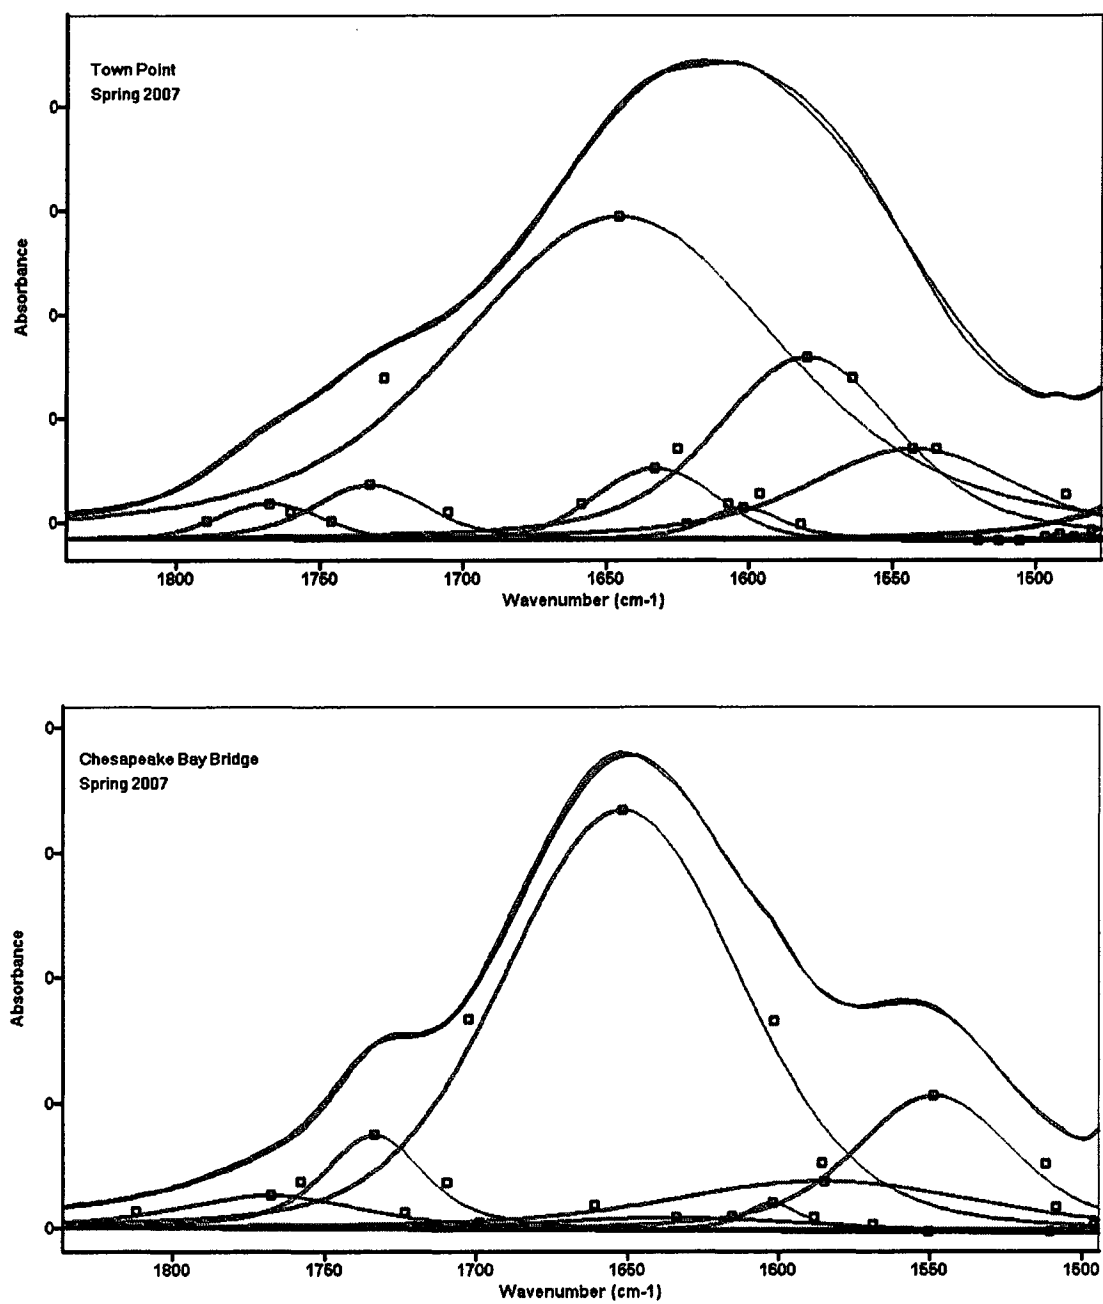 Town Point
Spring 2007
0
0
0
0
0
Absorbance
1800 1750 1700 1650 1600 1550 1500
Wavenumber (cm-1)
Chesapeake Bay Bridge
Spring 2007
0
0
0
0
0
Absorbance
1800 1750 1700 1650 1600 1550 1500
Wavenumber (cm-1)